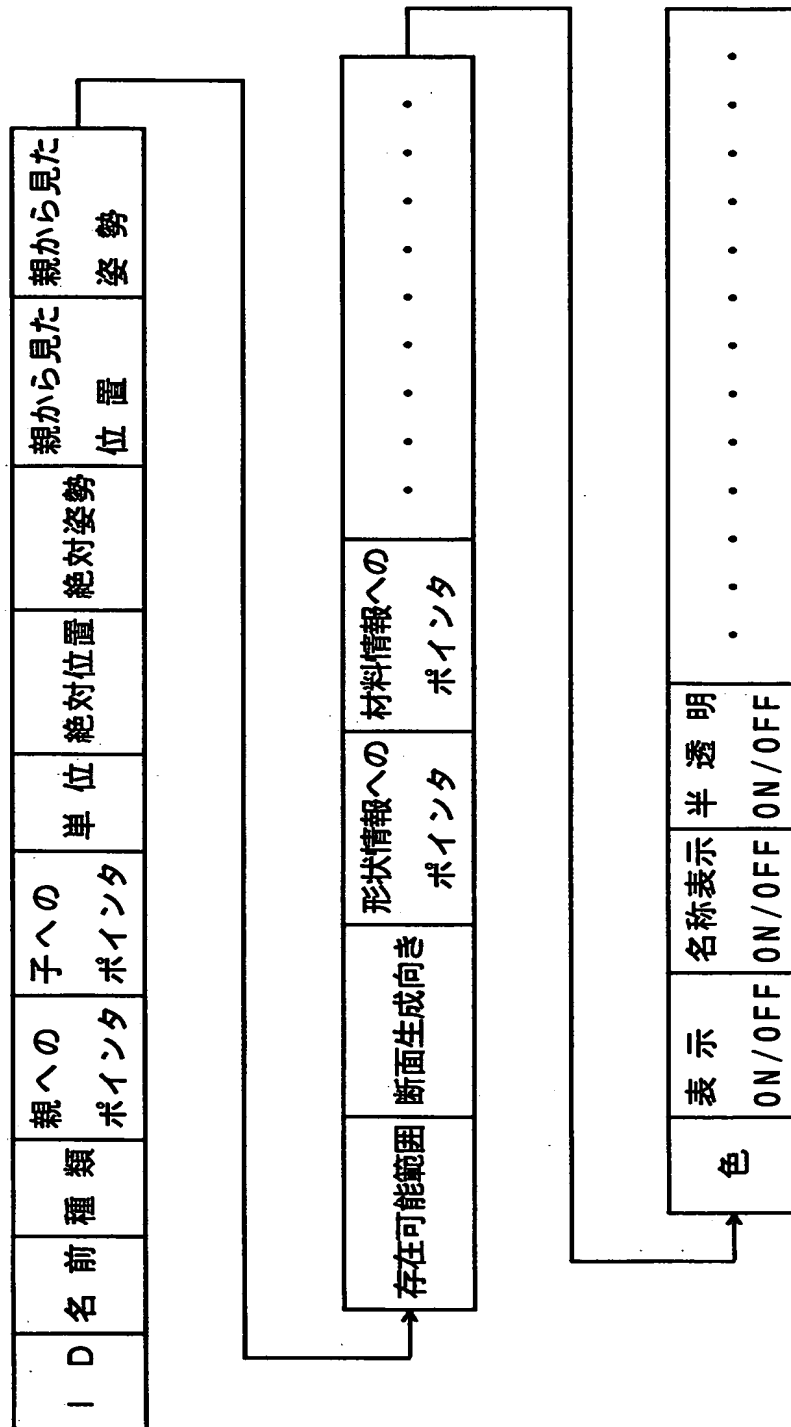 ID
名前
種類
親への
ポインタ
子への
ポインタ
単位
絶対位置
絶対姿勢
親から見た
位置
親から見た
姿勢
存在可能範囲
断面生成向き
形状情報への
ポインタ
材料情報への
ポインタ
・・・・・・・・・
色
表示
ON/OFF
名称表示
ON/OFF
半透明
ON/OFF
・・・・・・・・・・・・・